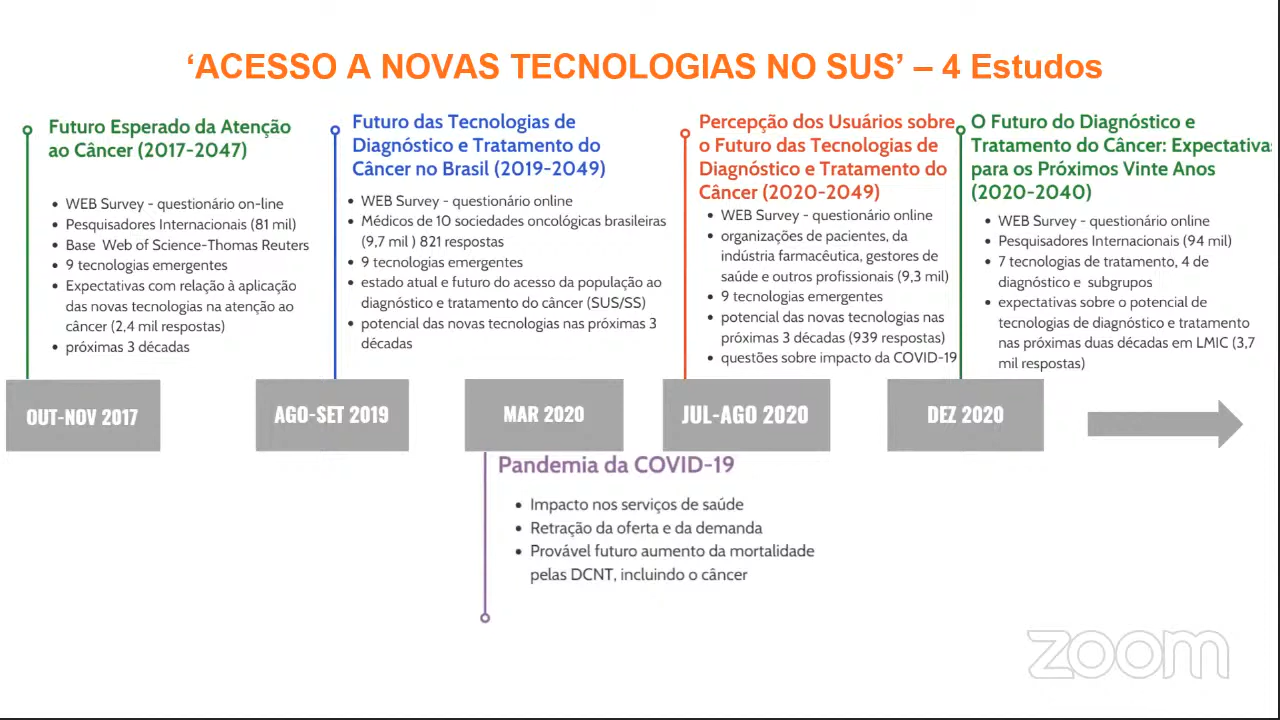 ‘ACESSO A NOVAS TECNOLOGIAS NO SUS’ – 4 Estudos
Futuro Esperado da Atenção
ao Câncer (2017-2047)
• WEB Survey - questionário on-line
• Pesquisadores Internacionais (81 mil)
• Base Web of Science-Thomas Reuters
• 9 tecnologias emergentes
• Expectativas com relação à aplicação
das novas tecnologias na atenção ao
câncer (2,4 mil respostas)
• próximas 3 décadas
Futuro das Tecnologias de
Diagnóstico e Tratamento do
Câncer no Brasil (2019-2049)
• WEB Survey - questionário online
• Médicos de 10 sociedades oncológicas brasileiras
(9,7 mil ) 821 respostas
• 9 tecnologias emergentes
• estado atual e futuro do acesso da população ao
diagnóstico e tratamento do câncer (SUS/SS)
• potencial das novas tecnologias nas próximas 3
décadas
Percepção dos Usuários sobre
o Futuro das Tecnologias de
Diagnóstico e Tratamento do
Câncer (2020-2049)
• WEB Survey - questionário online
• organizações de pacientes, da
indústria farmacêutica, gestores de
saúde e outros profissionais (9,3 mil)
• 9 tecnologias emergentes
• potencial das novas tecnologias nas
próximas 3 décadas (939 respostas)
• questões sobre impacto da COVID-19
O Futuro do Diagnóstico e
Tratamento do Câncer: Expectativas
para os Próximos Vinte Anos
(2020-2040)
• WEB Survey - questionário online
• Pesquisadores Internacionais (94 mil)
• 7 tecnologias de tratamento, 4 de
diagnóstico e subgrupos
• expectativas sobre o potencial de
tecnologias de diagnóstico e tratamento
nas próximas duas décadas em LMIC (3,7
mil respostas)
OUT-NOV 2017
AGO-SET 2019
MAR 2020
JUL-AGO 2020
DEZ 2020
Pandemia da COVID-19
• Impacto nos serviços de saúde
• Retração da oferta e da demanda
• Provável futuro aumento da mortalidade
pelas DCNT, incluindo o câncer
zoom